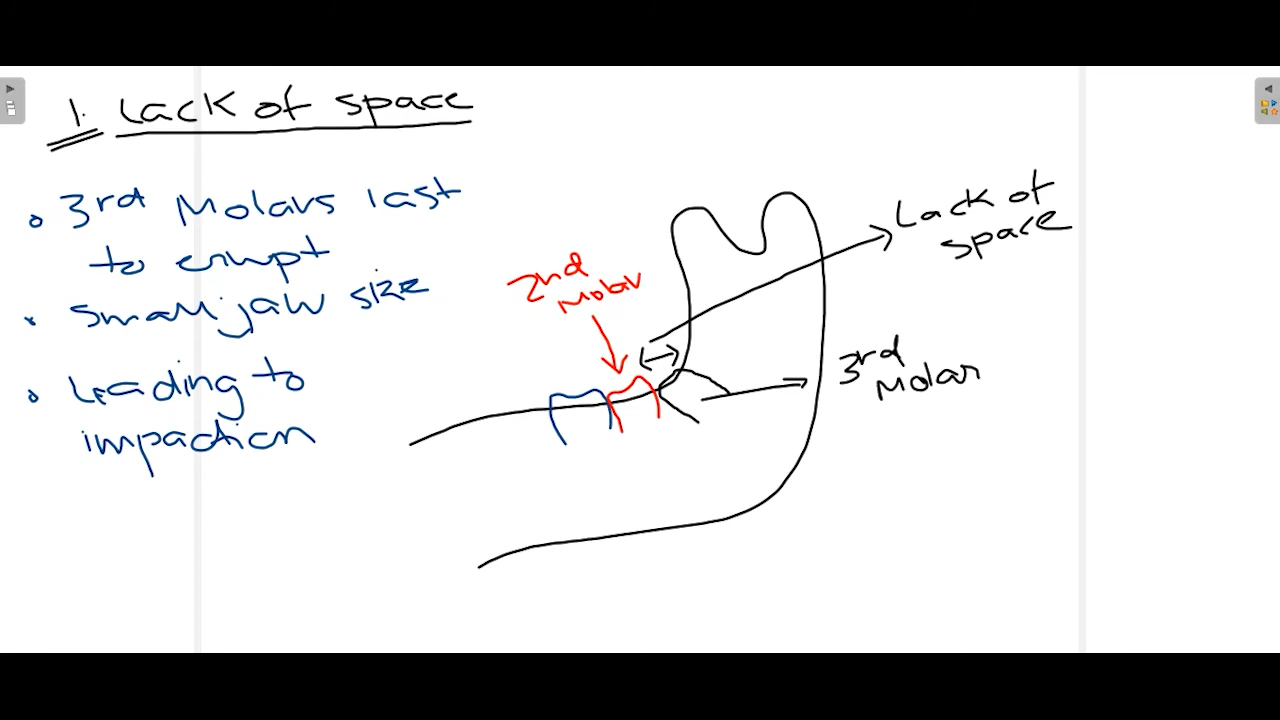 1. Lack of space
3rd Molars last
to erupt
small jaw size
Leading to
impaction
2nd
Molar
Lack of
space
3rd
Molar